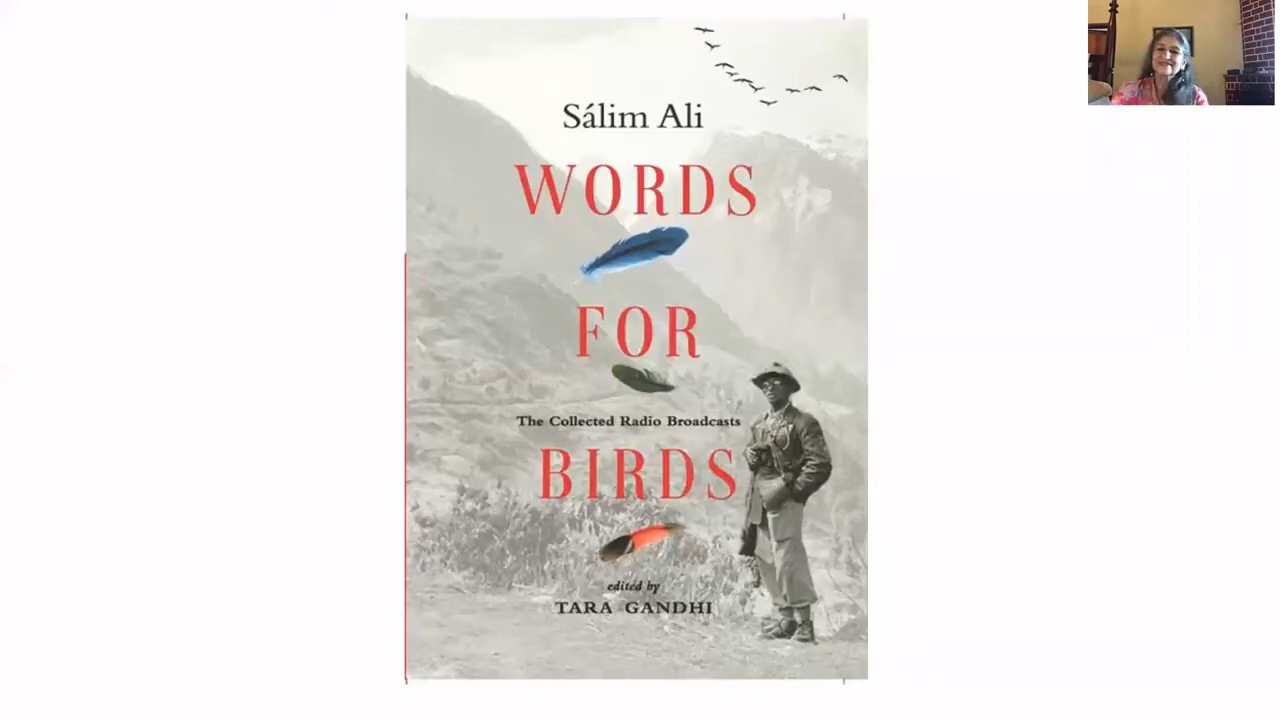 Sálim Ali
WORDS
FOR
The Collected Radio Broadcasts
BIRDS
edited by
TARA GANDHI